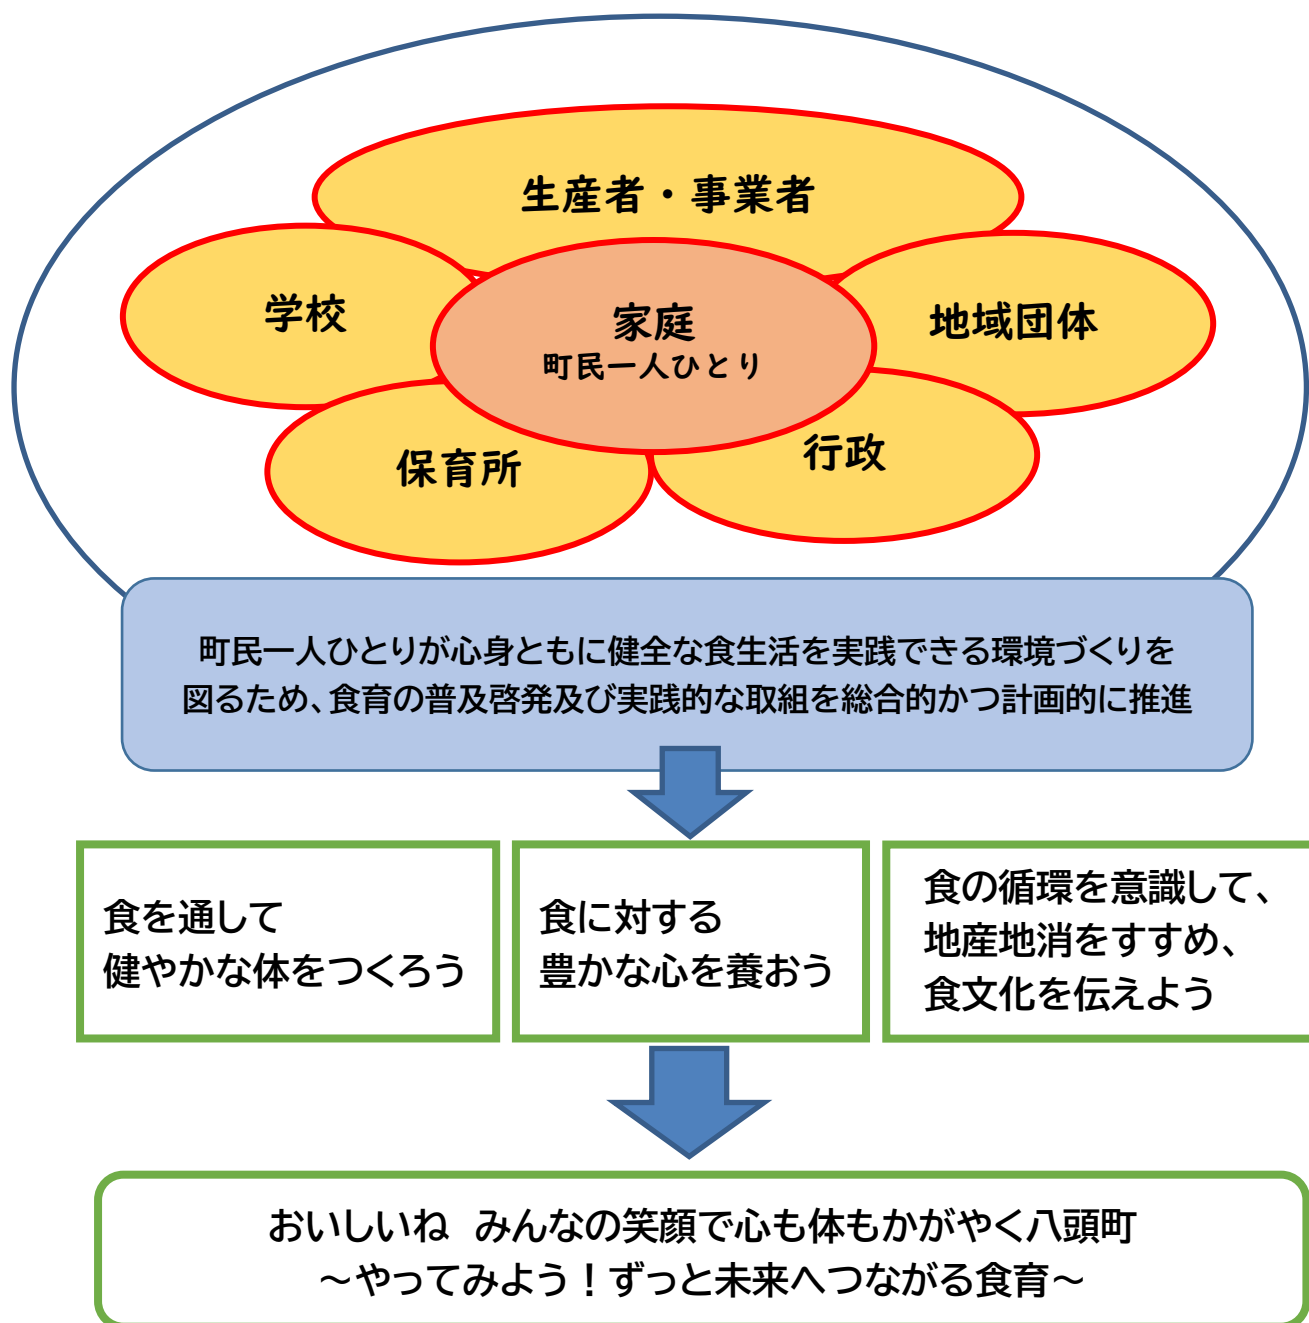 生産者・事業者
学校
家庭
町民一人ひとり
地域団体
保育所
行政
町民一人ひとりが心身ともに健全な食生活を実践できる環境づくりを
図るため、食育の普及啓発及び実践的な取組を総合的かつ計画的に推進
食を通して
健やかな体をつくろう
食に対する
豊かな心を養おう
食の循環を意識して、
地産地消をすすめ、
食文化を伝えよう
おいしいね　みんなの笑顔で心も体もかがやく八頭町
～やってみよう！ずっと未来へつながる食育～